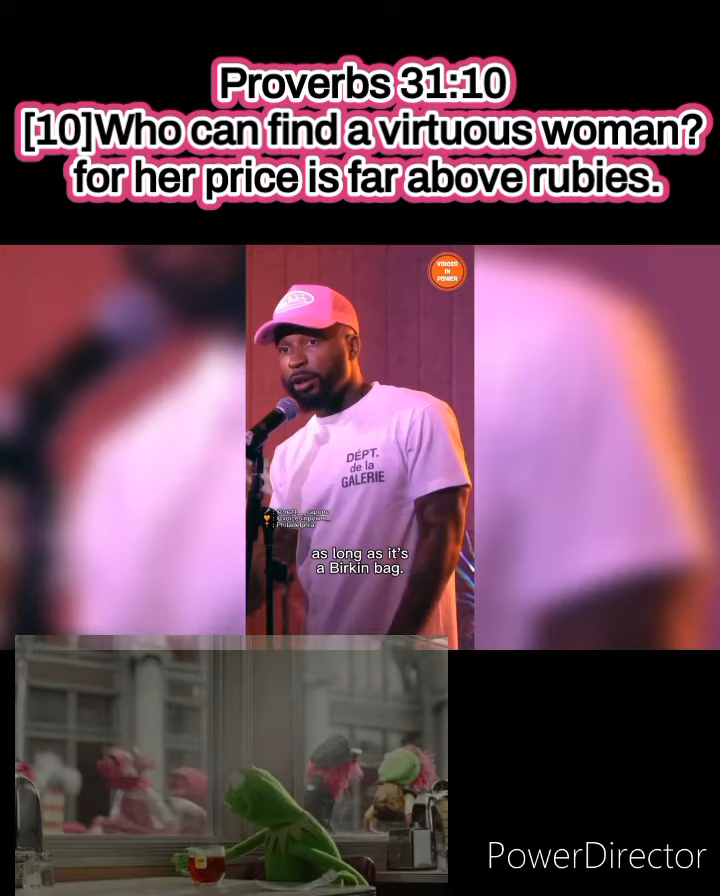 Proverbs 31:10
[10]Who can find a virtuous woman?
for her price is far above rubies.
VOICES
IN
POWER
DÉPT.
de la
GALERIE
: Philadelphia
as long as it's
a Birkin bag.
PowerDirector